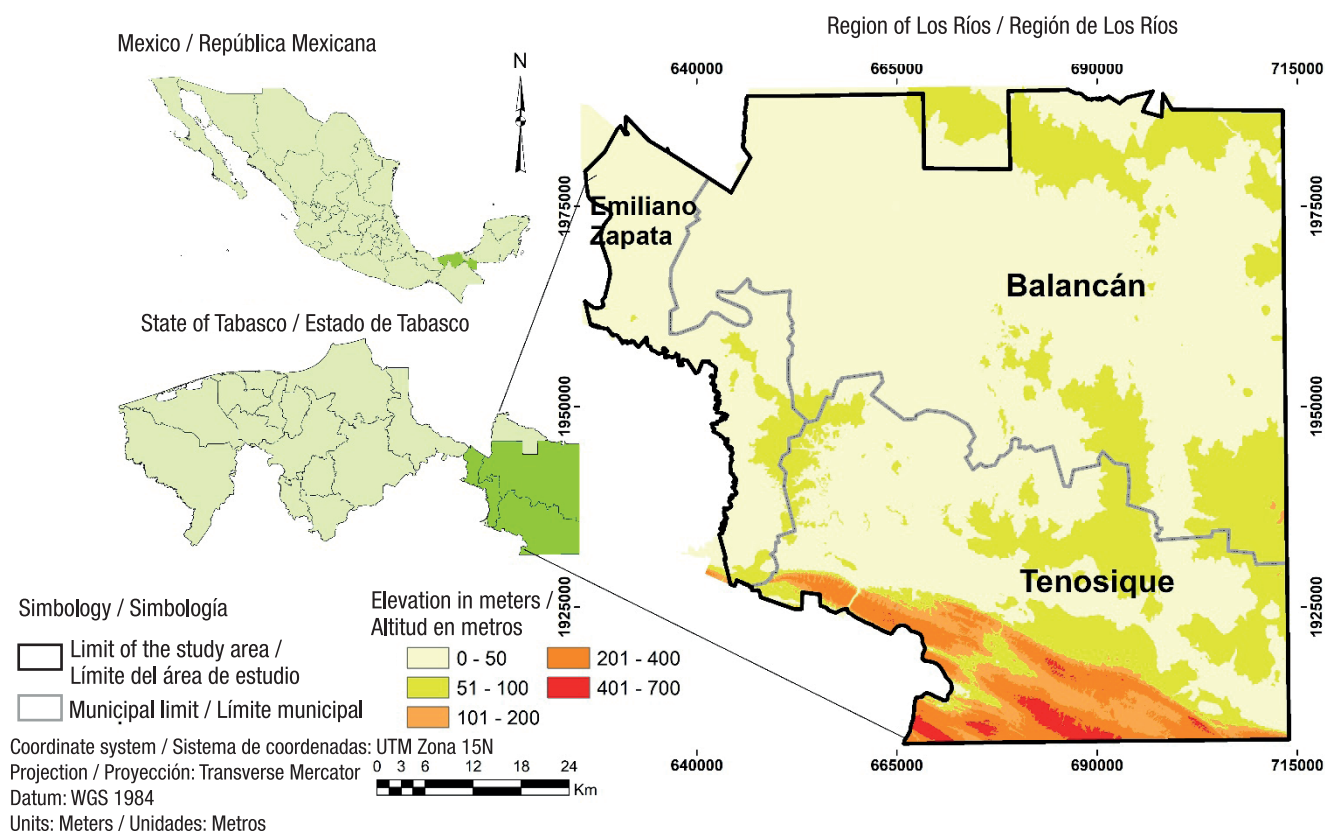 Mexico / República Mexicana
N
State of Tabasco / Estado de Tabasco
Region of Los Ríos / Región de Los Ríos
640000
665000
690000
715000
1975000
1950000
1925000
1975000
1950000
1925000
Emiliano
Zapata
Balancán
Tenosique
640000
665000
690000
715000
Simbology / Simbología
Limit of the study area /
Límite del área de estudio
Municipal limit / Límite municipal
Elevation in meters /
Altitud en metros
0 - 50
51 - 100
101 - 200
201 - 400
401 - 700
Coordinate system / Sistema de coordenadas: UTM Zona 15N
Projection / Proyección: Transverse Mercator
Datum: WGS 1984
Units: Meters / Unidades: Metros
0 3 6 12 18 24
Km